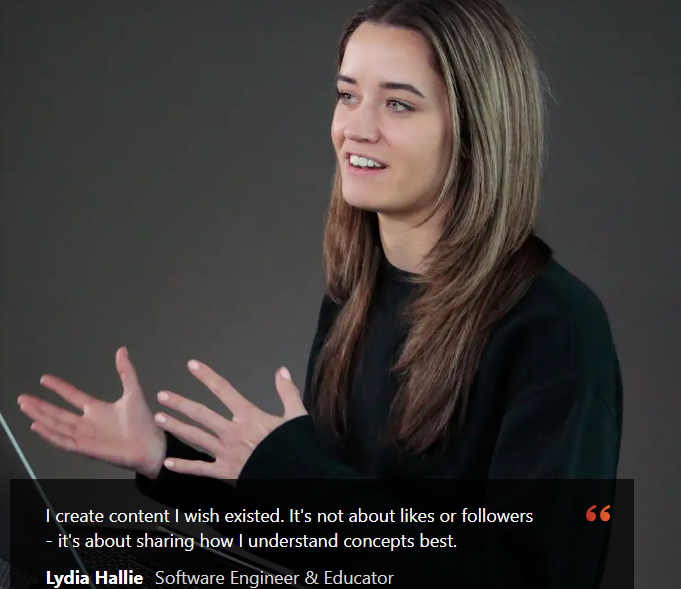 I create content I wish existed. It's not about likes or followers
- it's about sharing how I understand concepts best.
“
Lydia Hallie Software Engineer & Educator